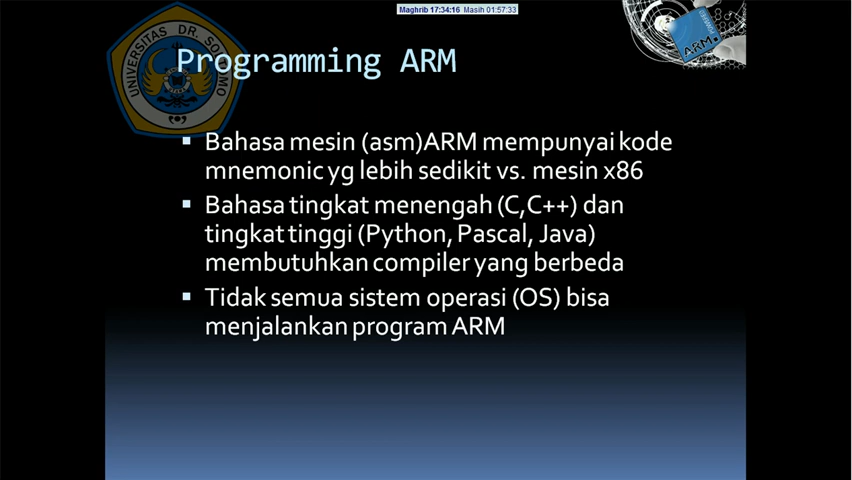 Maghrib 17:34:16 Masih 01:57:33
UNIVERSITAS DR. SOETOMO
ARM
POWERED
Programming ARM
Bahasa mesin (asm)ARM mempunyai kode
mnemonic yg lebih sedikit vs. mesin x86
Bahasa tingkat menengah (C,C++) dan
tingkat tinggi (Python, Pascal, Java)
membutuhkan compiler yang berbeda
Tidak semua sistem operasi (OS) bisa
menjalankan program ARM